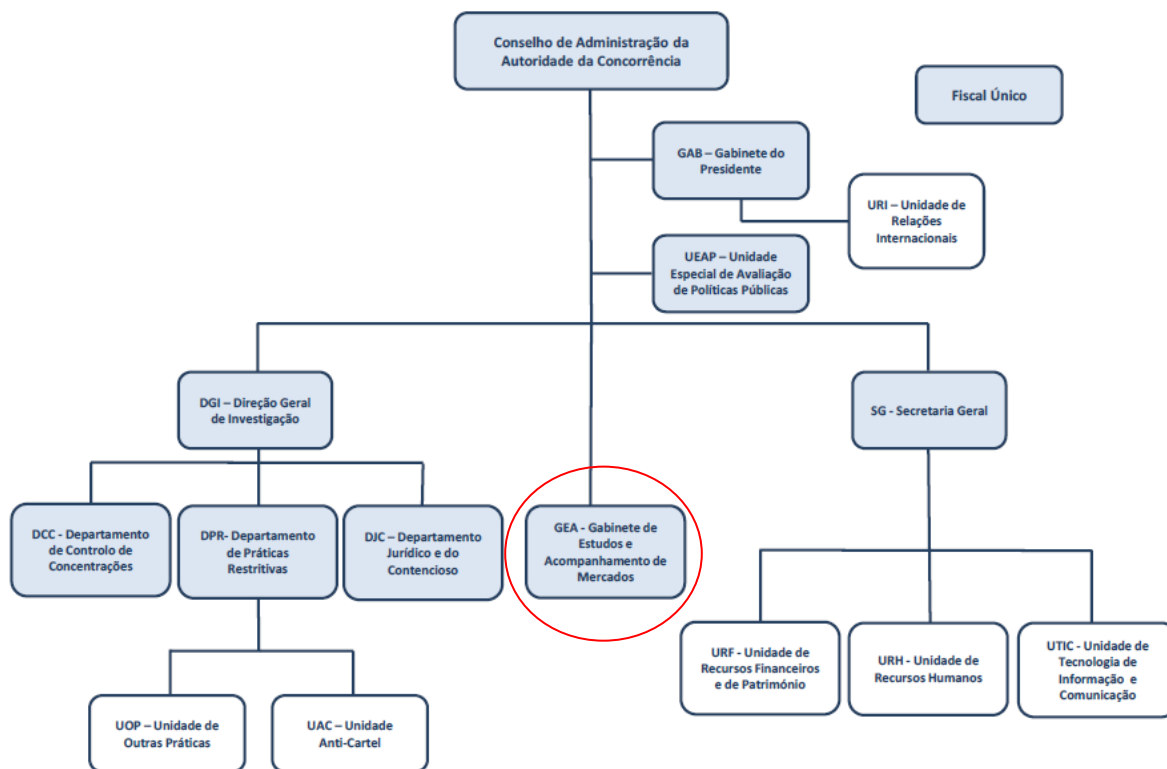 Conselho de Administração da
Autoridade da Concorrência
Fiscal Único
GAB – Gabinete do
Presidente
URI – Unidade de
Relações
Internacionais
UEAP – Unidade
Especial de Avaliação
de Políticas Públicas
DGI – Direção Geral
de Investigação
SG - Secretaria Geral
DCC - Departamento
de Controlo de
Concentrações
DPR- Departamento
de Práticas
Restritivas
DJC – Departamento
Jurídico e do
Contencioso
GEA - Gabinete de
Estudos e
Acompanhamento de
Mercados
URF - Unidade de
Recursos Financeiros
e de Património
URH - Unidade de
Recursos Humanos
UTIC - Unidade de
Tecnologia de
Informação e
Comunicação
UOP – Unidade de
Outras Práticas
UAC – Unidade
Anti-Cartel